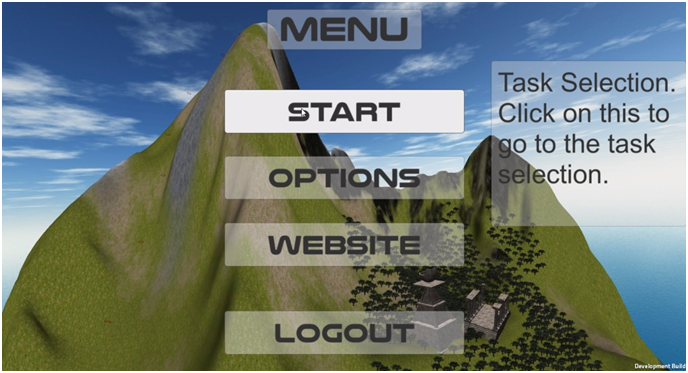 MENU
START
Task Selection.
Click on this to
go to the task
selection.
OPTIONS
WEBSITE
LOGOUT
Development Build